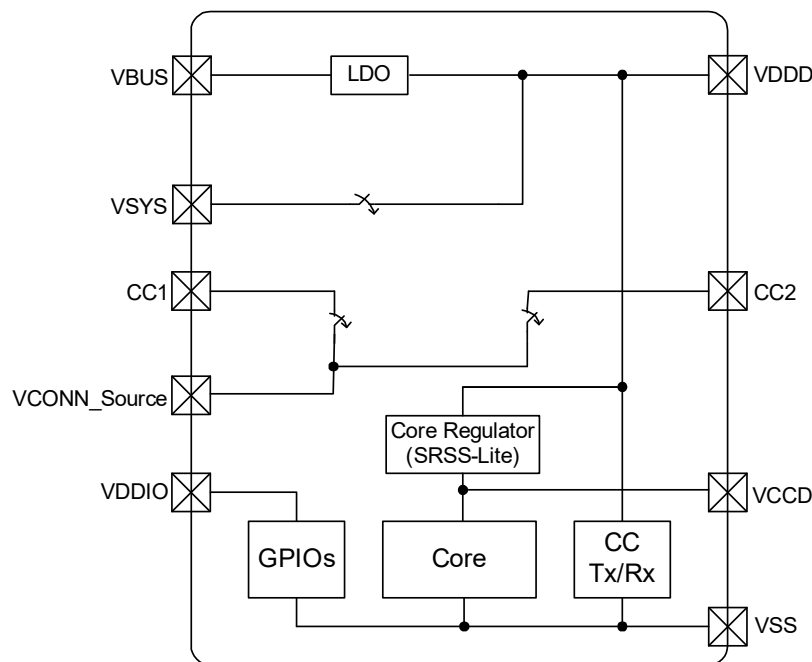 VBUS
LDO
VDDD
VSYS
CC1
CC2
VCONN_Source
Core Regulator
(SRSS-Lite)
VDDIO
VCCD
GPIOs
Core
CC
Tx/Rx
VSS